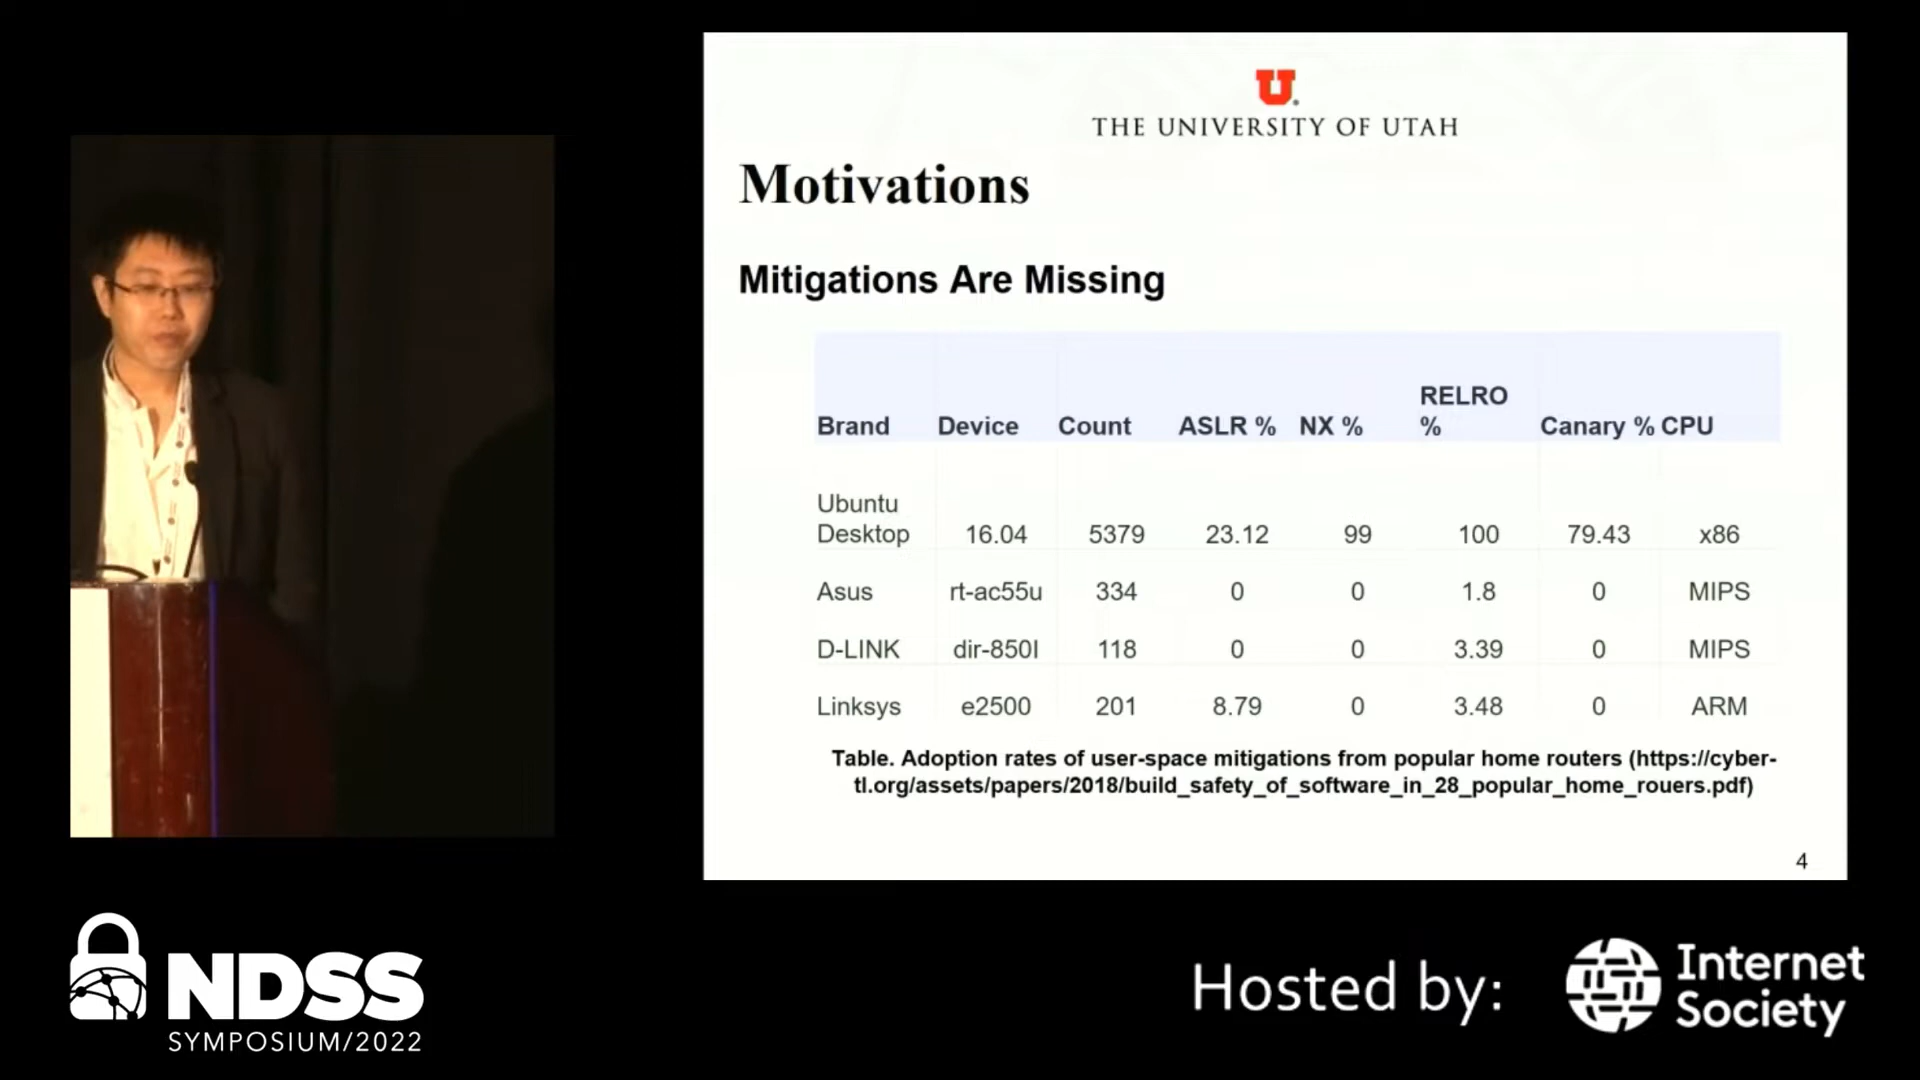 U
THE UNIVERSITY OF UTAH
Motivations
Mitigations Are Missing
Brand Device Count ASLR % NX % RELRO % Canary % CPU
Ubuntu Desktop 16.04 5379 23.12 99 100 79.43 x86
Asus rt-ac55u 334 0 0 1.8 0 MIPS
D-LINK dir-850l 118 0 0 3.39 0 MIPS
Linksys e2500 201 8.79 0 3.48 0 ARM
Table. Adoption rates of user-space mitigations from popular home routers (https://cyber-
tl.org/assets/papers/2018/build_safety_of_software_in_28_popular_home_rouers.pdf)
4
NDSS
SYMPOSIUM/2022
Hosted by:
Internet
Society